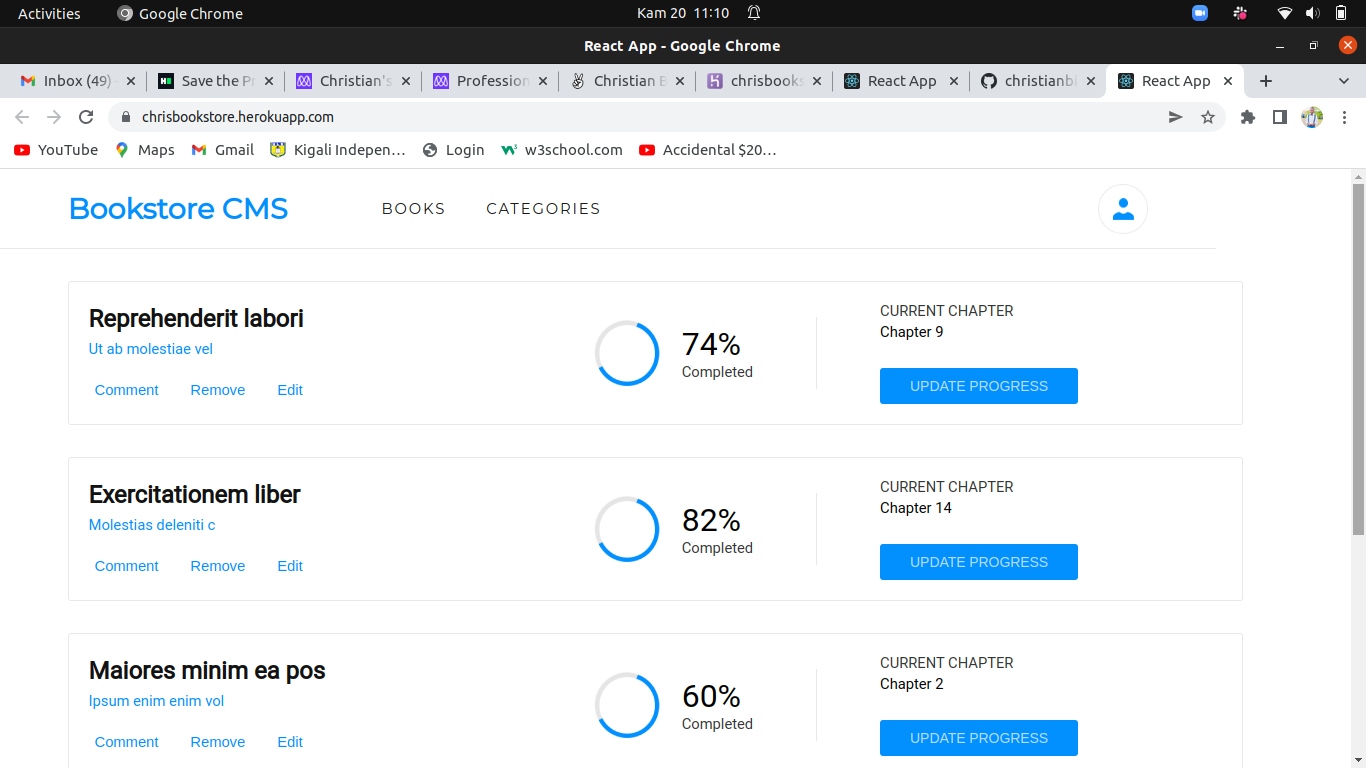 Activities Google Chrome Kam 20 11:10
React App - Google Chrome
Inbox (49) Save the Pr Christian's Profession Christian B chrisbooks React App christianbi React App
chrisbookstore.herokuapp.com
YouTube Maps Gmail Kigali Indepen… Login w3school.com Accidental $20…
Bookstore CMS BOOKS CATEGORIES
Reprehenderit labori
Ut ab molestiae vel
Comment Remove Edit
74%
Completed
CURRENT CHAPTER
Chapter 9
UPDATE PROGRESS
Exercitationem liber
Molestias deleniti c
Comment Remove Edit
82%
Completed
CURRENT CHAPTER
Chapter 14
UPDATE PROGRESS
Maiores minim ea pos
Ipsum enim enim vol
Comment Remove Edit
60%
Completed
CURRENT CHAPTER
Chapter 2
UPDATE PROGRESS